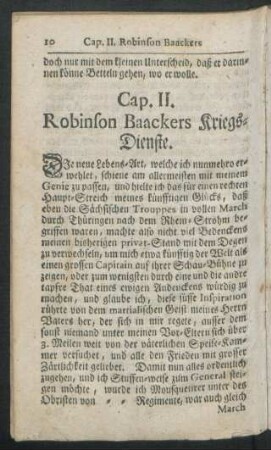 10 Cap. II. Robinson Baackers
doch nur mit dem kleinen Unterscheid, daß er darin-
nen könne Betteln gehen, wo er wolle.
Cap. II.
Robinson Baackers Kriegs-
Dienste.
DJe neue Lebens-Art, welche ich nunmehro er-
wehlet, schiene am allermeisten mit meinem
Genie zu passen, und hielte ich das für einen rechten
Haupt-Streich meines künfftigen Glücks, daß
eben die Sächsischen Trouppes in vollen March
durch Thüringen nach dem Rhein-Strohm be-
griffen waren, machte also nicht viel Bedenckens
meinen bißherigen privat-Stand mit dem Degen
zu verwechseln, um mich etwa künfftig der Welt als
einen grossen Capitain auf ihrer Schau-Bühne zu
zeigen, oder zum wenigsten durch eine und die andre
tapfre That eines ewigen Andenckens würdig zu
machen, und glaube ich, diese süsse Inspiration
rührte von dem martialischen Geist meines Herrn
Vaters her, der sich in mir regete, ausser dem
sonst niemand unter meinen Vor-Eltern sich über
3. Meilen weit von der väterlichen Speise-Kam-
mer versuchet, und alle den Frieden mit grosser
Zärtlichkeit geliebet. Damit nun alles ordentlich
zugehen, und ich Stuffen-weise zum General stei-
gen möchte, wurde ich Mousquetirer unter des
Obristen von = = Regimente, war auch gleich
March